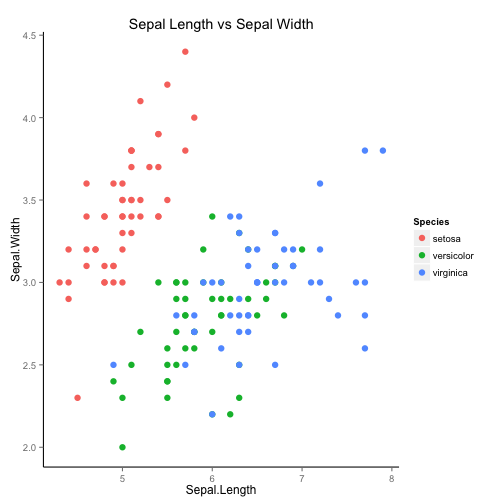 Sepal Length vs Sepal Width
4.5
4.0
3.5
3.0
2.5
2.0
Sepal.Width
5 6 7 8
Sepal.Length
Species
setosa
versicolor
virginica